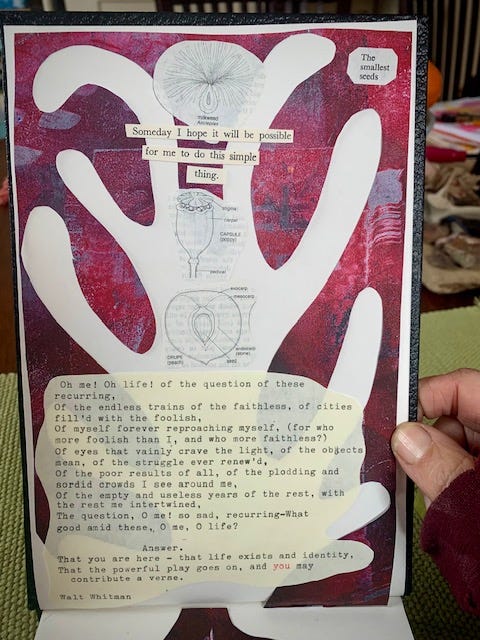 The
smallest
seeds
milkweed
Asclepias
Someday I hope it will be possible
for me to do this simple
thing.
stigma
carpel
CAPSULE
(poppy)
pedicel
exocarp
mesocarp
endocarp
(stone)
DRUPE
(peach)
seed
Oh me! Oh life! of the question of these
recurring,
Of the endless trains of the faithless, of cities
fill'd with the foolish,
Of myself forever reproaching myself, (for who
more foolish than I, and who more faithless?)
Of eyes that vainly crave the light, of the objects
mean, of the struggle ever renew'd,
Of the poor results of all, of the plodding and
sordid crowds I see around me,
Of the empty and useless years of the rest, with
the rest me intertwined,
The question, O me! so sad, recurring—What
good amid these, O me, O life?
Answer.
That you are here – that life exists and identity,
That the powerful play goes on, and you may
contribute a verse.
Walt Whitman